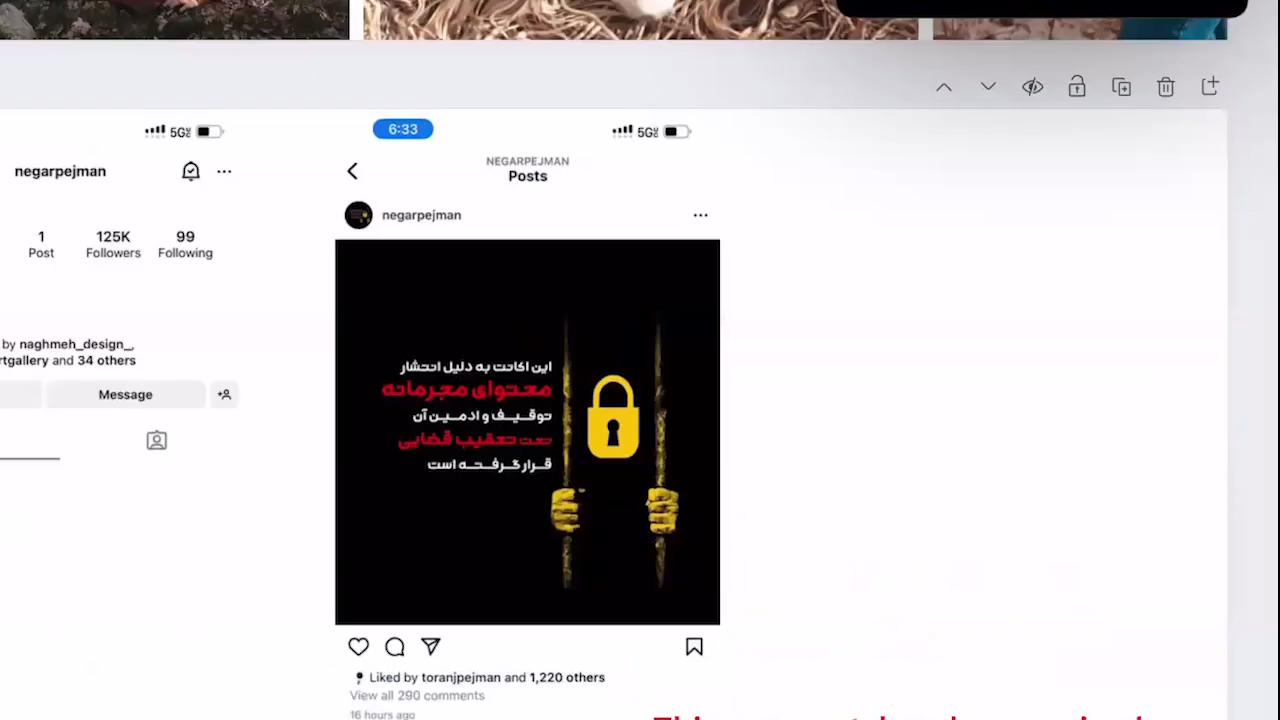 5G
6:33
5G
negarpejman
NEGARPEJMAN
Posts
negarpejman
1
125K
99
Post
Followers
Following
by naghmeh_design_,
rtgallery and 34 others
Message
این اکانت به دلیل انتشار
محتوای مجرمانه
توقیف و ادمین آن
تحت تعقیب قضایی
قرار گرفته است
Liked by toranjpejman and 1,220 others
View all 290 comments
16 hours ago